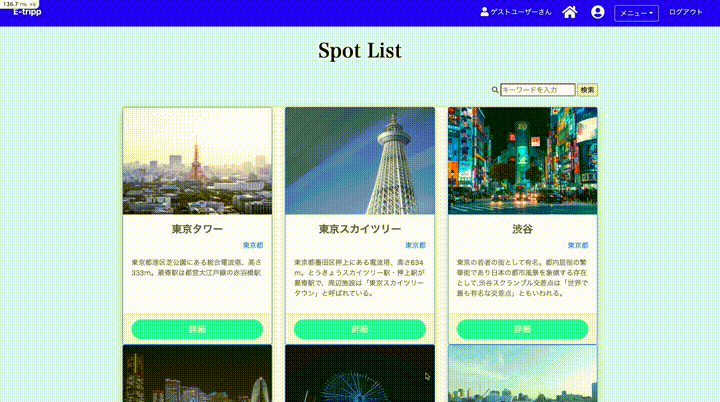 136.7 ms ×6
E-tripp
ゲストユーザーさん
メニュー
ログアウト
Spot List
キーワードを入力
検索
東京タワー
東京都
東京都港区芝公園にある総合電波塔。高さ
333m。最寄駅は都営大江戸線の赤羽橋駅
詳細
東京スカイツリー
東京都
東京都墨田区押上にある電波塔、高さ634
m。とうきょうスカイツリー駅・押上駅が
最寄駅で、周辺施設は「東京スカイツリー
タウン」と呼ばれている。
詳細
渋谷
東京都
東京の若者の街として有名。都内屈指の繁
華街であり日本の都市風景を象徴する存在
として,渋谷スクランブル交差点は「世界で
最も有名な交差点」ともいわれる。
詳細